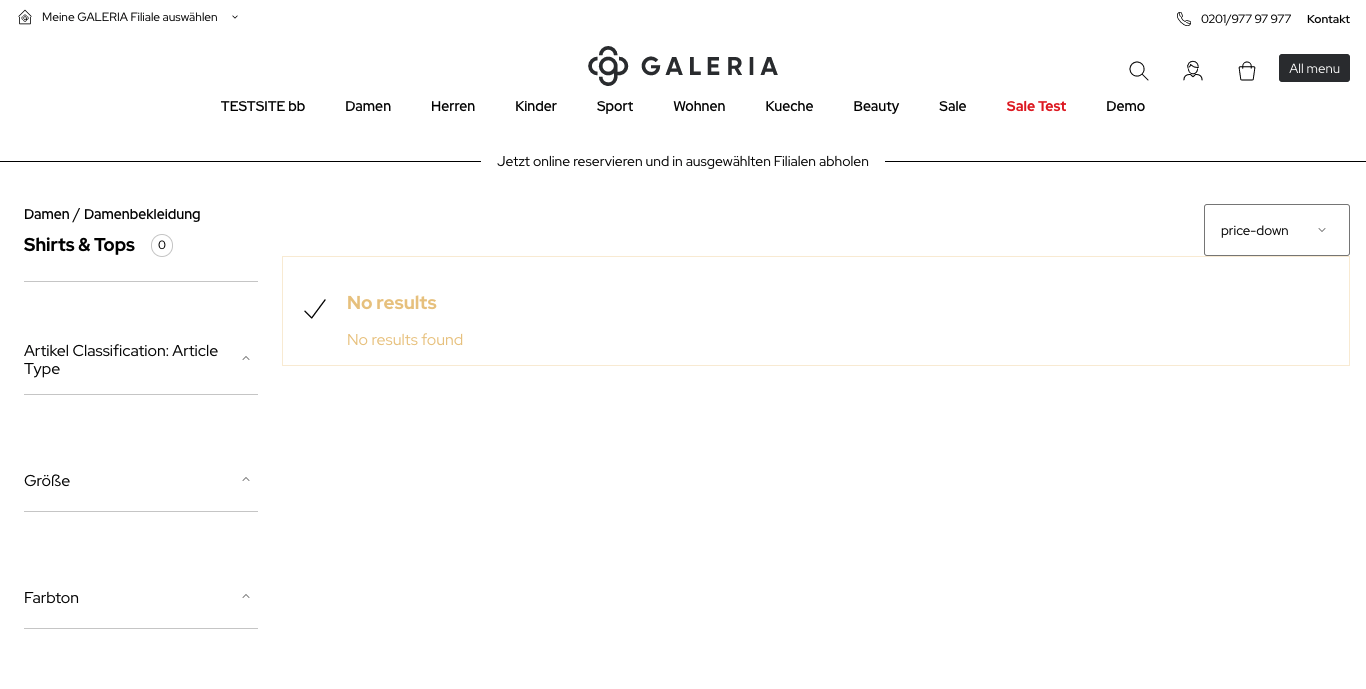 Meine GALERIA Filiale auswählen
0201/977 97 977 Kontakt
GALERIA
All menu
TESTSITE bb Damen Herren Kinder Sport Wohnen Kueche Beauty Sale Sale Test Demo
Jetzt online reservieren und in ausgewählten Filialen abholen
Damen / Damenbekleidung
Shirts & Tops 0
price-down
No results
No results found
Artikel Classification: Article
Type
Größe
Farbton